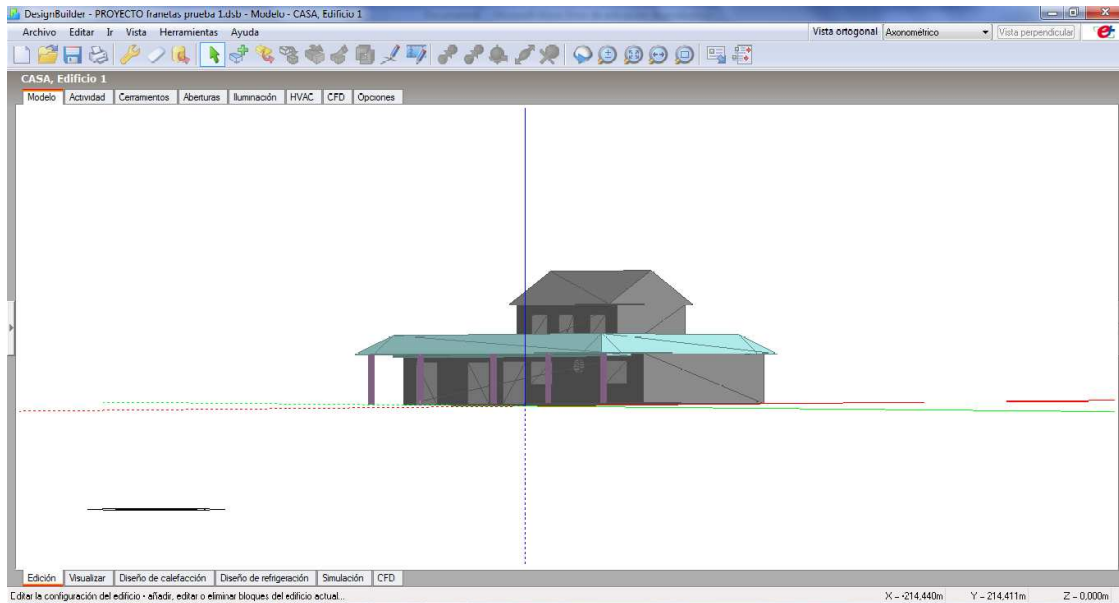 DesignBuilder - PROYECTO franetas prueba 1.dsb - Modelo - CASA, Edificio 1
Archivo Editar Ir Vista Herramientas Ayuda
Vista ortogonal Axonométrico Vista perpendicular
CASA, Edificio 1
Modelo Actividad Cerramentos Aberturas Iluminación HVAC CFD Opciones
Edición Visualizar Diseño de calefacción Diseño de refrigeración Simulación CFD
Editar la configuración del edificio - añadir, editar o eliminar bloques del edificio actual...
X = -214,440m Y = 214,411m Z = 0,000m